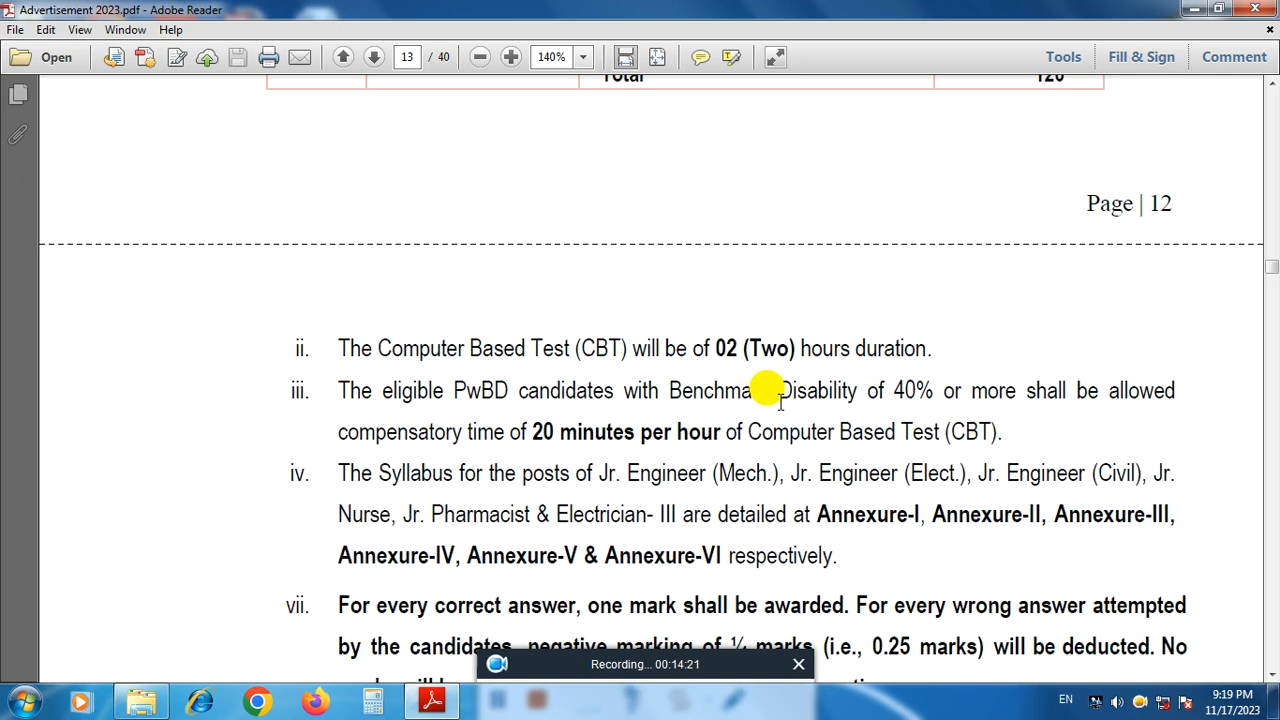 Advertisement 2023.pdf - Adobe Reader
File Edit View Window Help
Open 13 / 40 140% Tools Fill & Sign Comment
Total 120
Page | 12
ii. The Computer Based Test (CBT) will be of 02 (Two) hours duration.
iii. The eligible PwBD candidates with Benchma Disability of 40% or more shall be allowed
compensatory time of 20 minutes per hour of Computer Based Test (CBT).
iv. The Syllabus for the posts of Jr. Engineer (Mech.), Jr. Engineer (Elect.), Jr. Engineer (Civil), Jr.
Nurse, Jr. Pharmacist & Electrician- III are detailed at Annexure-I, Annexure-II, Annexure-III,
Annexure-IV, Annexure-V & Annexure-VI respectively.
vii. For every correct answer, one mark shall be awarded. For every wrong answer attempted
by the candidates, negative marking of ¼ marks (i.e., 0.25 marks) will be deducted. No
Recording... 00:14:21
EN 9:19 PM
11/17/2023